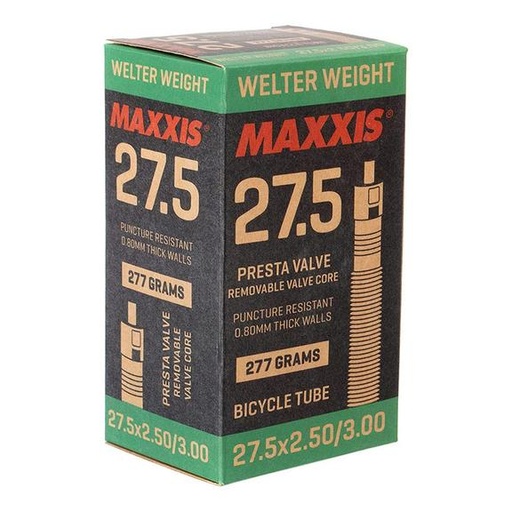 WELTER WEIGHT
MAXXIS®
27.5
PUNCTURE RESISTANT
0.80MM THICK WALLS
277 GRAMS
PRESTA VALVE
REMOVABLE
VALVE CORE
27.5x2.50/3.00
WELTER WEIGHT
MAXXIS®
27.5
PRESTA VALVE
REMOVABLE VALVE CORE
PUNCTURE RESISTANT
0.80MM THICK WALLS
277 GRAMS
BICYCLE TUBE
27.5x2.50/3.00